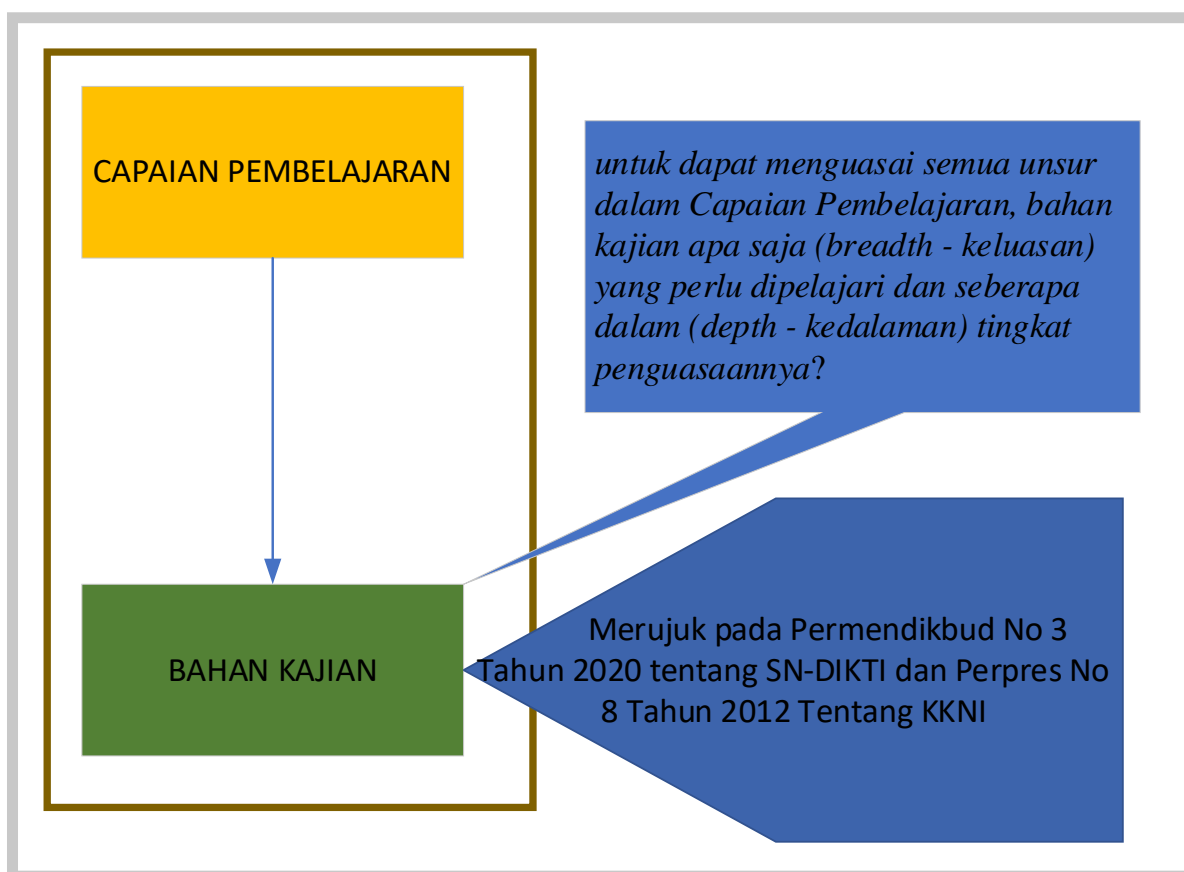 CAPAIAN PEMBELAJARAN
untuk dapat menguasai semua unsur
dalam Capaian Pembelajaran, bahan
kajian apa saja (breadth - keluasan)
yang perlu dipelajari dan seberapa
dalam (depth - kedalaman) tingkat
penguasaannya?
BAHAN KAJIAN
Merujuk pada Permendikbud No 3
Tahun 2020 tentang SN-DIKTI dan Perpres No
8 Tahun 2012 Tentang KKNI